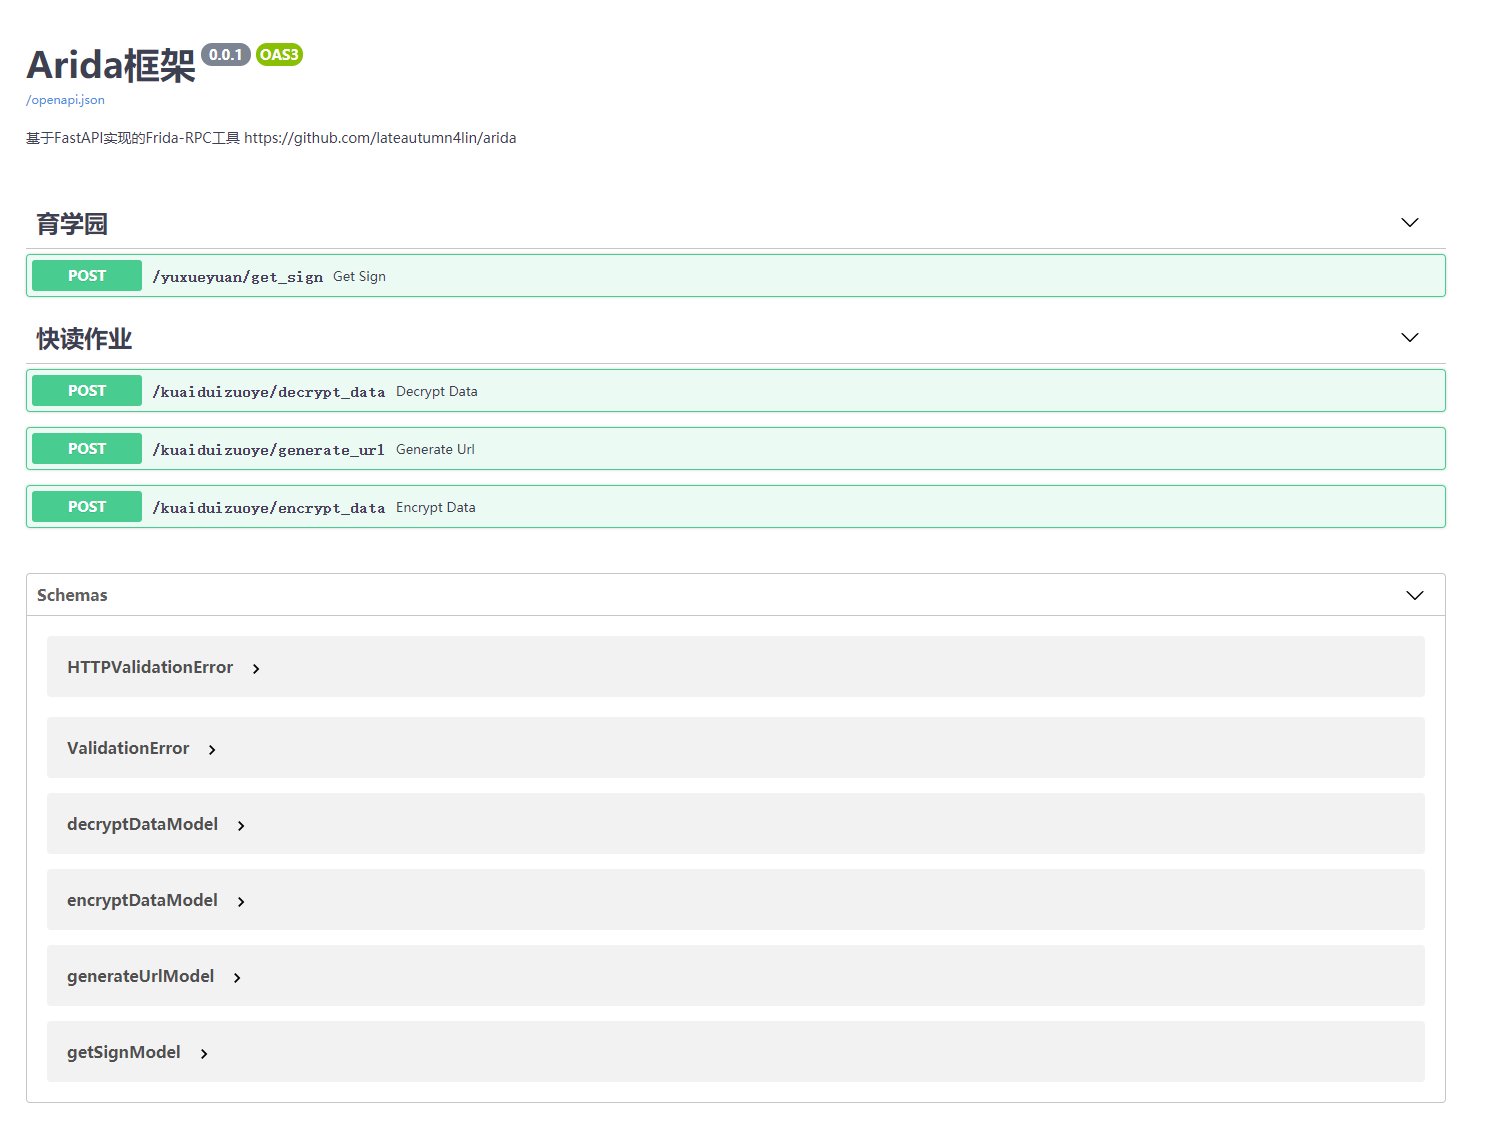 Arida框架 0.0.1 OAS3
/openapi.json
基于FastAPI实现的Frida-RPC工具 https://github.com/lateautumn4lin/arida
育学园
POST /yuxueyuan/get_sign Get Sign
快读作业
POST /kuaiduizuoye/decrypt_data Decrypt Data
POST /kuaiduizuoye/generate_url Generate Url
POST /kuaiduizuoye/encrypt_data Encrypt Data
Schemas
HTTPValidationError
ValidationError
decryptDataModel
encryptDataModel
generateUrlModel
getSignModel